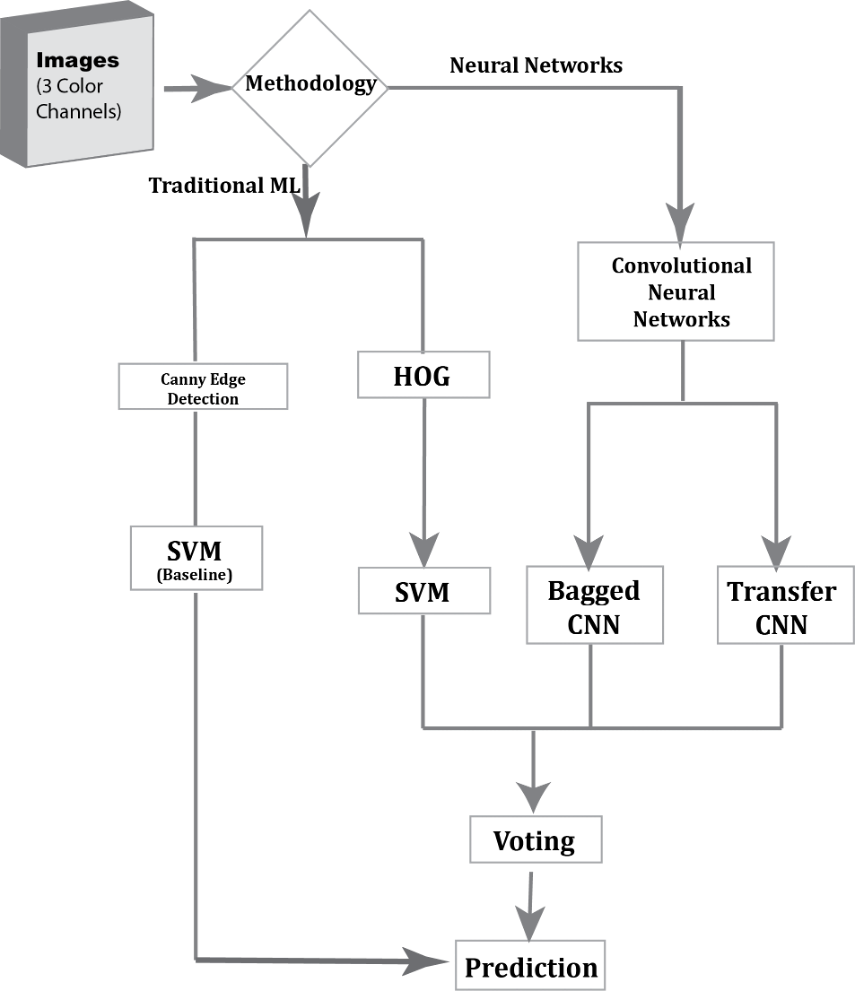 Images
(3 Color
Channels)
Methodology
Neural Networks
Traditional ML
Convolutional
Neural
Networks
Canny Edge
Detection
HOG
SVM
(Baseline)
SVM
Bagged
CNN
Transfer
CNN
Voting
Prediction